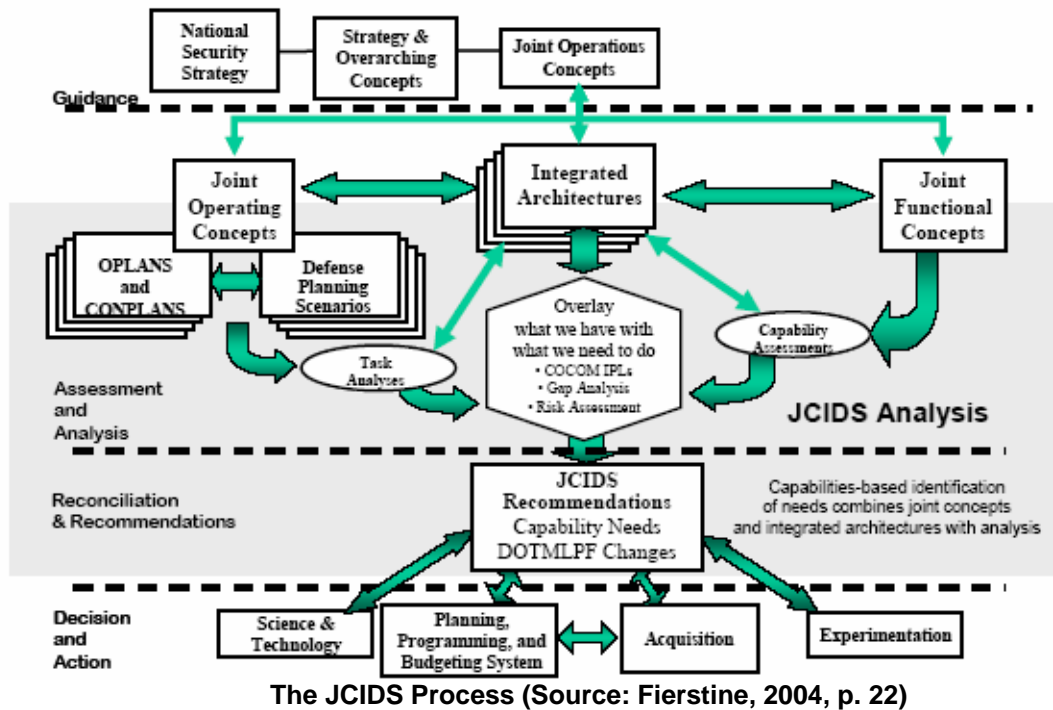 National
Security
Strategy
Strategy &
Overarching
Concepts
Joint Operations
Concepts
Guidance
Joint
Operating
Concepts
Integrated
Architectures
Joint
Functional
Concepts
OPLANS
and
CONPLANS
Defense
Planning
Scenarios
Overlay
what we have with
what we need to do
• COCOM IPLs
• Gap Analysis
• Risk Assessment
Task
Analyses
Capability
Assessments
Assessment
and
Analysis
JCIDS Analysis
Reconciliation
& Recommendations
JCIDS
Recommendations
Capability Needs
DOTMLPF Changes
Capabilities-based identification
of needs combines joint concepts
and integrated architectures with analysis
Decision
and
Action
Science &
Technology
Planning,
Programming, and
Budgeting System
Acquisition
Experimentation
The JCIDS Process (Source: Fierstine, 2004, p. 22)